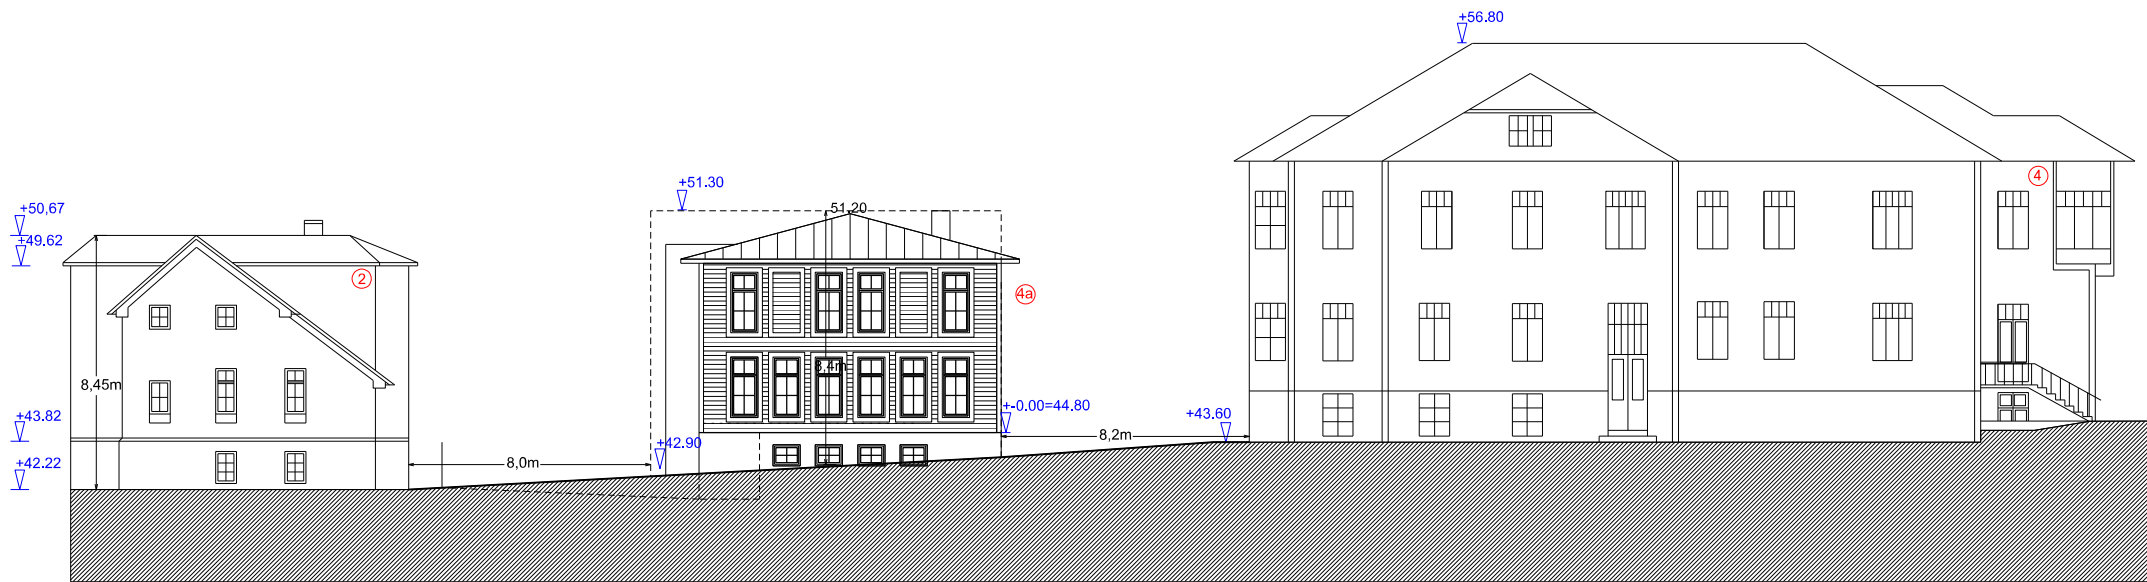 +56.80
+51.30
51,20
+50,67
+49.62
2
4
4a
8,4m
8,45m
+-0.00=44.80
+43.82
+43.60
8,2m
+42.90
8,0m
+42.22